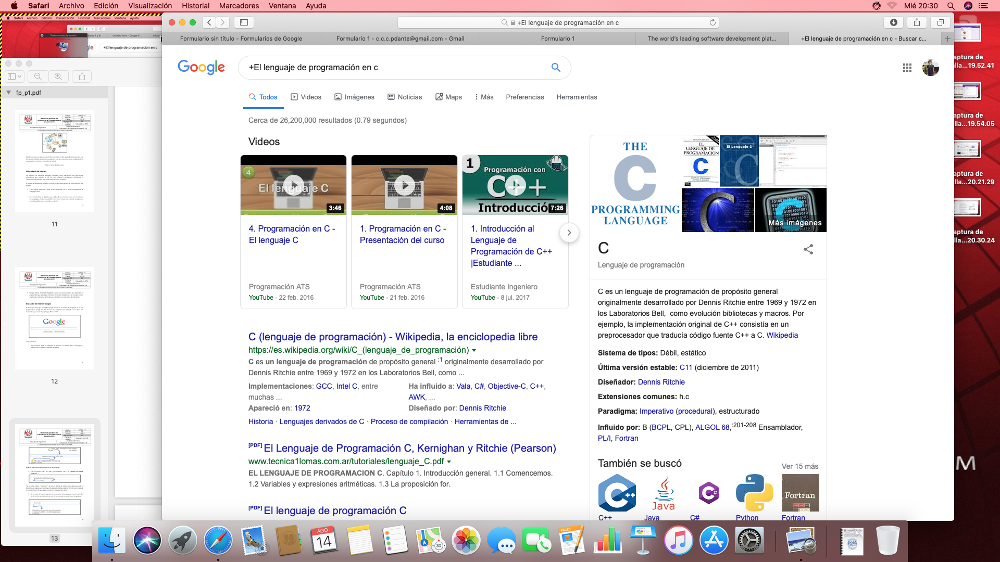 Safari Archivo Edición Visualización Historial Marcadores Ventana Ayuda
Mié 20:30
+El lenguaje de programación en c
Formulario sin título - Formularios de Google
Formulario 1 - c.c.c.pdante@gmail.com - Gmail
Formulario 1
The world's leading software development plat...
+El lenguaje de programación en c - Buscar c...
fp_p1.pdf
11
12
13
Google
+El lenguaje de programación en c
Todos Videos Imágenes Noticias Maps Más Preferencias Herramientas
Cerca de 26,200,000 resultados (0.79 segundos)
Videos
4
El lenguaje C
3:46
4. Programación en C -
El lenguaje C
Programación ATS
YouTube - 22 feb. 2016
4:08
1. Programación en C -
Presentación del curso
Programación ATS
YouTube - 21 feb. 2016
1
Programación con
C++
Introducció
7:26
1. Introducción al
Lenguaje de
Programación de C++
|Estudiante ...
Estudiante Ingeniero
YouTube - 8 jul. 2017
C (lenguaje de programación) - Wikipedia, la enciclopedia libre
https://es.wikipedia.org/wiki/C_(lenguaje_de_programación)
C es un lenguaje de programación de propósito general :1 originalmente desarrollado por
Dennis Ritchie entre 1969 y 1972 en los Laboratorios Bell, como ...
Implementaciones: GCC, Intel C, entre
muchas ...
Ha influido a: Vala, C#, Objective-C, C++,
AWK, ...
Apareció en: 1972
Diseñado por: Dennis Ritchie
Historia · Lenguajes derivados de C · Proceso de compilación · Herramientas de ...
[PDF] El Lenguaje de Programación C, Kernighan y Ritchie (Pearson)
www.tecnica1lomas.com.ar/tutoriales/lenguaje_C.pdf
EL LENGUAJE DE PROGRAMACION C. Capítulo 1. Introducción general. 1.1 Comencemos.
1.2 Variables y expresiones aritméticas. 1.3 La proposición for.
[PDF] El lenguaje de programación C
THE
C
PROGRAMMING
LANGUAGE
EL
LENGUAJE DE
PROGRAMACION
C
El Lenguaje C
Más imágenes
C
Lenguaje de programación
C es un lenguaje de programación de propósito general
originalmente desarrollado por Dennis Ritchie entre 1969 y 1972 en
los Laboratorios Bell, como evolución bibliotecas y macros. Por
ejemplo, la implementación original de C++ consistía en un
preprocesador que traducía código fuente C++ a C. Wikipedia
Sistema de tipos: Débil, estático
Última versión estable: C11 (diciembre de 2011)
Diseñador: Dennis Ritchie
Extensiones comunes: h.c
Paradigma: Imperativo (procedural), estructurado
Influido por: B (BCPL, CPL), ALGOL 68,:201-208 Ensamblador,
PL/I, Fortran
También se buscó
Ver 15 más
Java
Fortran
C++ Java C# Python Fortran
aptura de
lla...19.52.41
aptura de
lla...19.54.05
aptura de
lla...20.21.29
aptura de
lla...20.30.24
M
AGO
14
3D
PAGES